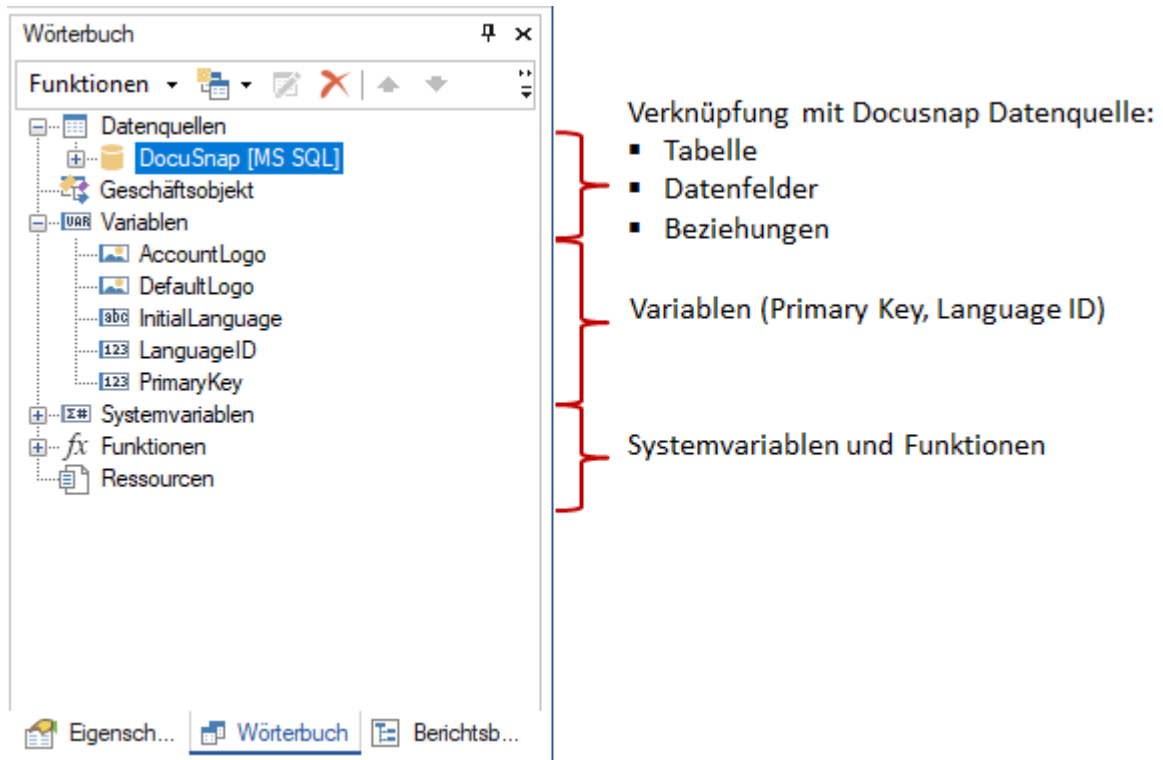 Wörterbuch
Funktionen
Datenquellen
DocuSnap [MS SQL]
Geschäftsobjekt
Variablen
AccountLogo
DefaultLogo
InitialLanguage
LanguageID
PrimaryKey
Systemvariablen
Funktionen
Ressourcen
Eigensch... Wörterbuch Berichtsb...
Verknüpfung mit Docusnap Datenquelle:
▪ Tabelle
▪ Datenfelder
▪ Beziehungen
Variablen (Primary Key, Language ID)
Systemvariablen und Funktionen